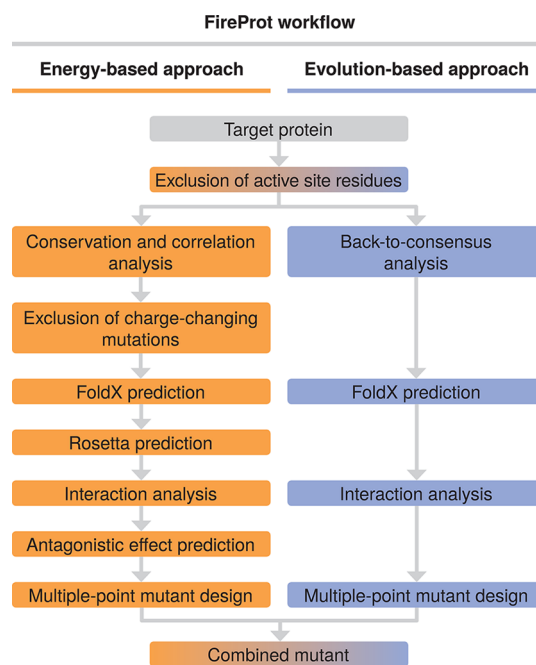 FireProt workflow
Energy-based approach
Evolution-based approach
Target protein
Exclusion of active site residues
Conservation and correlation
analysis
Back-to-consensus
analysis
Exclusion of charge-changing
mutations
FoldX prediction
FoldX prediction
Rosetta prediction
Interaction analysis
Interaction analysis
Antagonistic effect prediction
Multiple-point mutant design
Multiple-point mutant design
Combined mutant